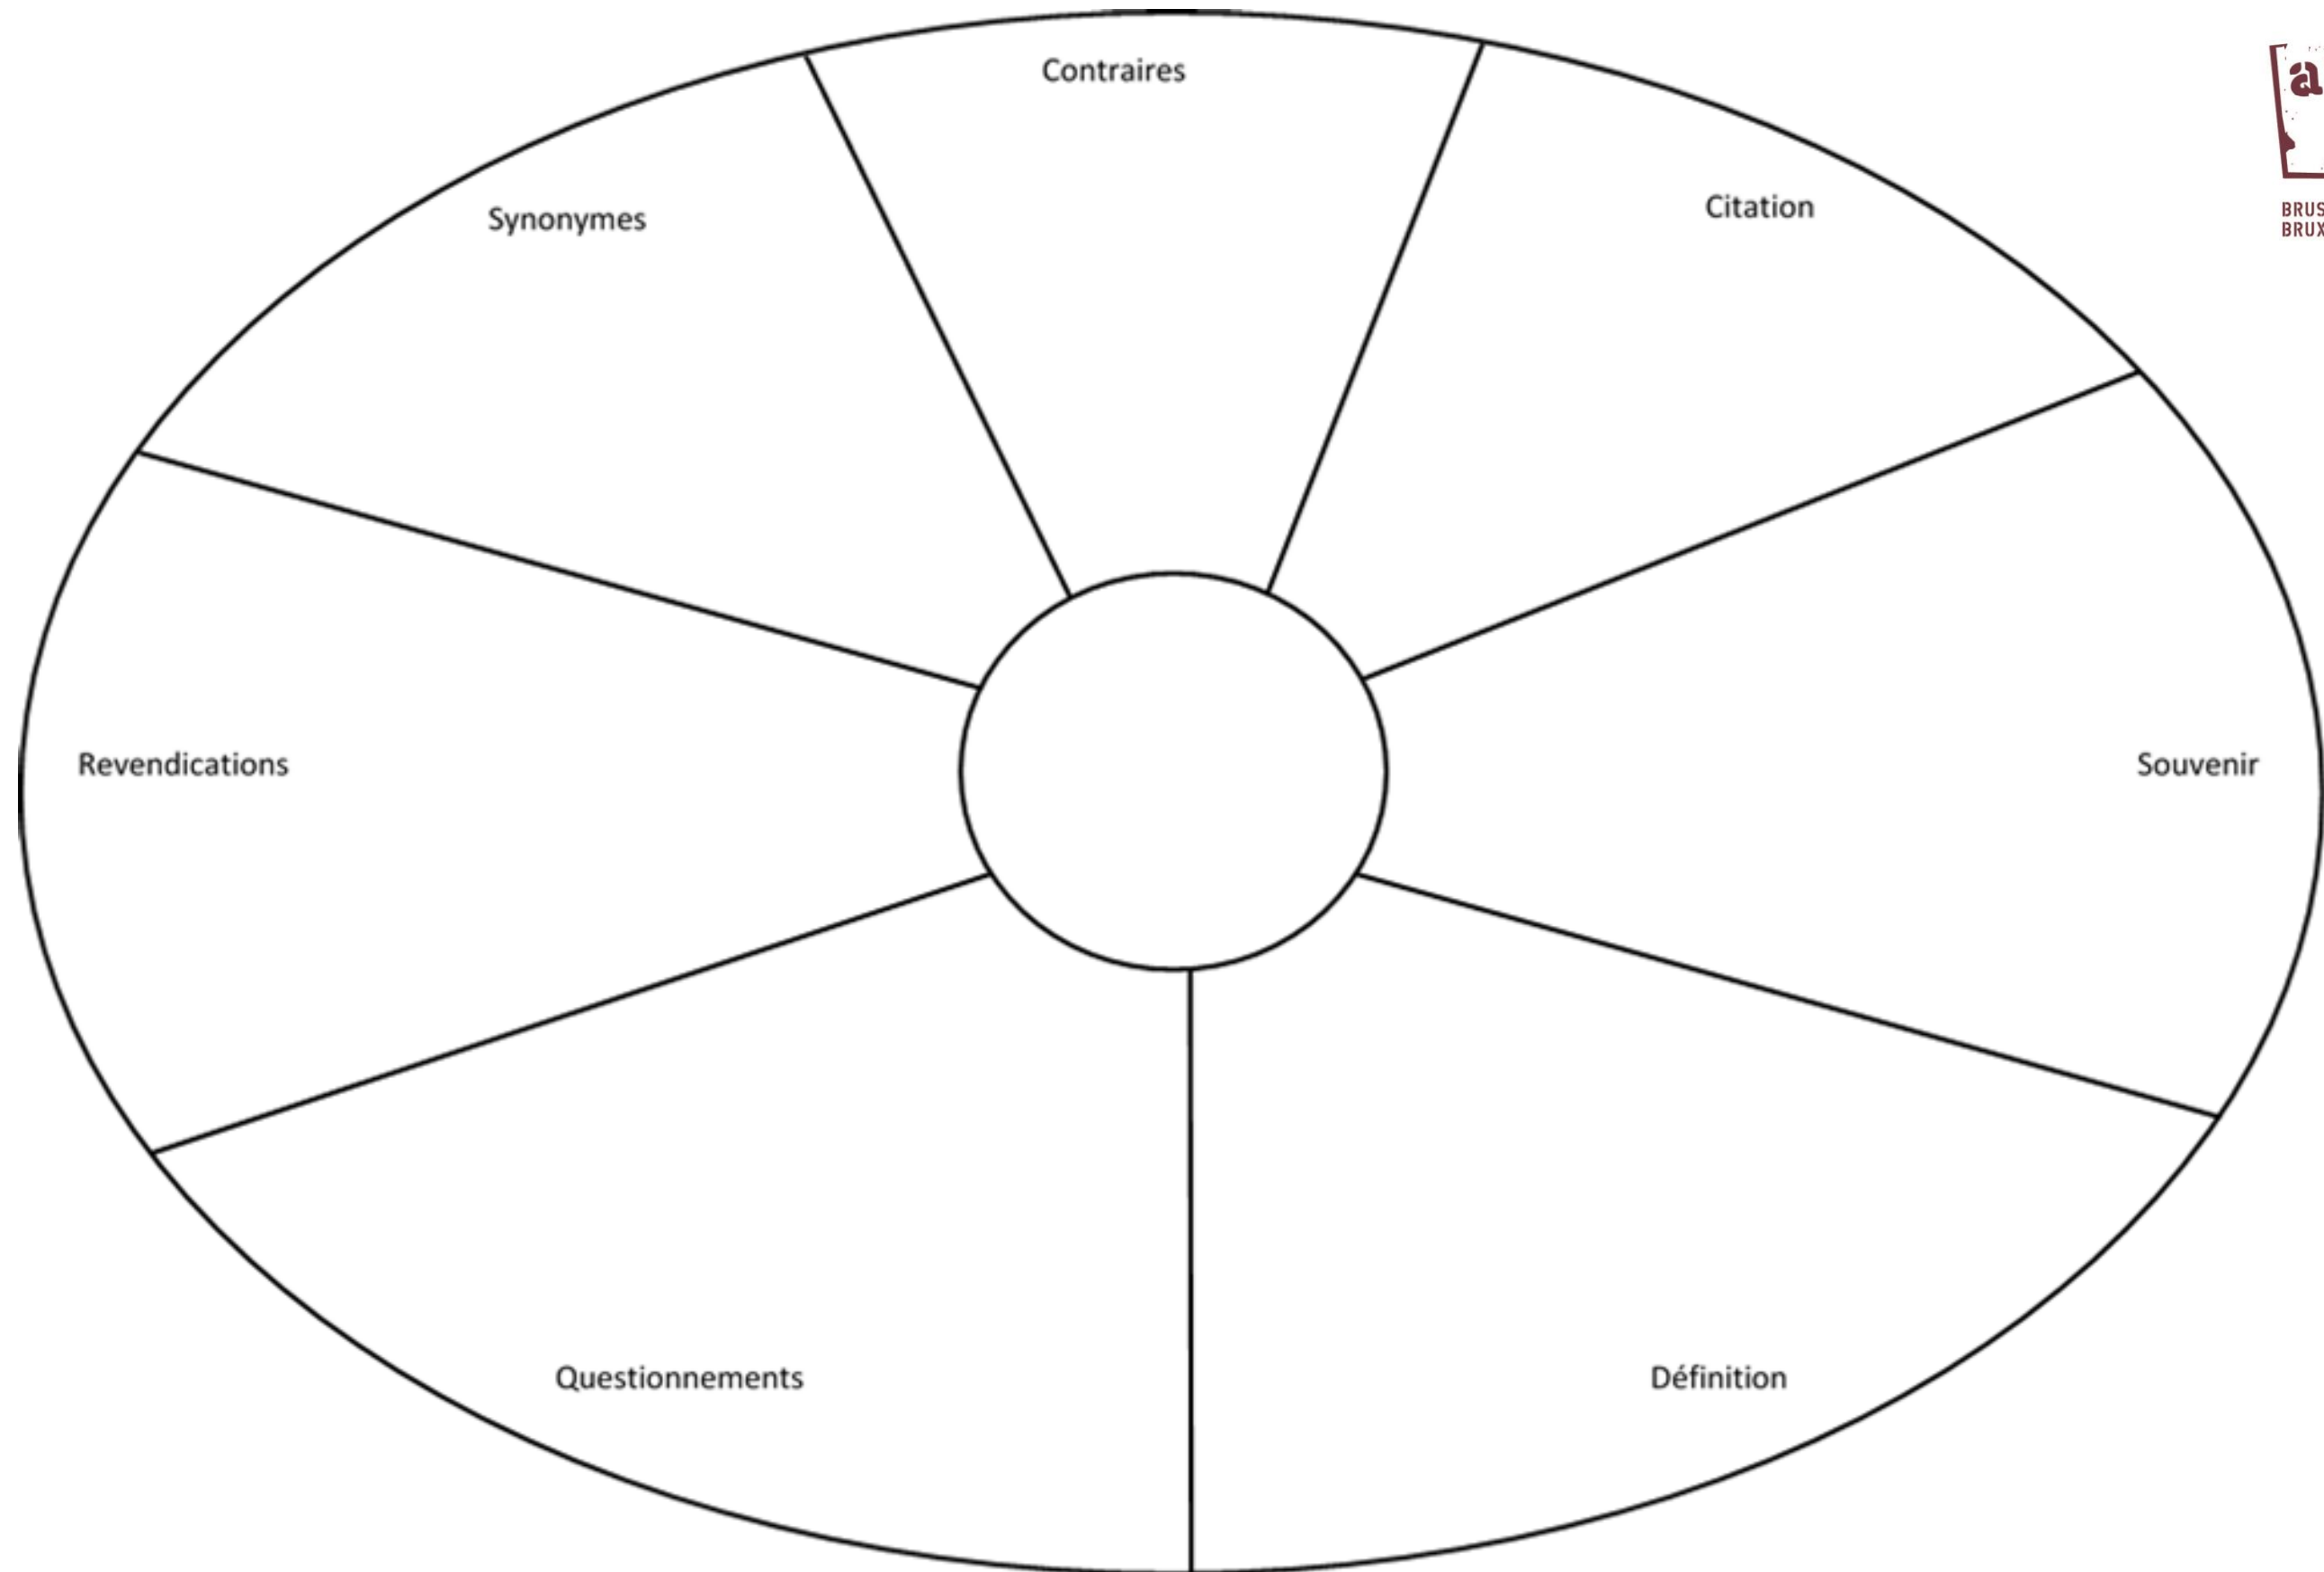 Contraires
Citation
Synonymes
Revendications
Souvenir
Questionnements
Définition
a